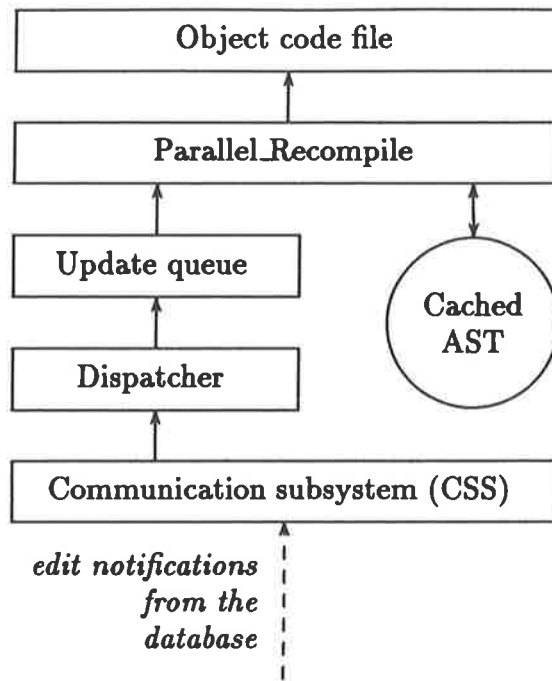 Object code file
Parallel_Recompile
Update queue
Cached
AST
Dispatcher
Communication subsystem (CSS)
edit notifications
from the
database